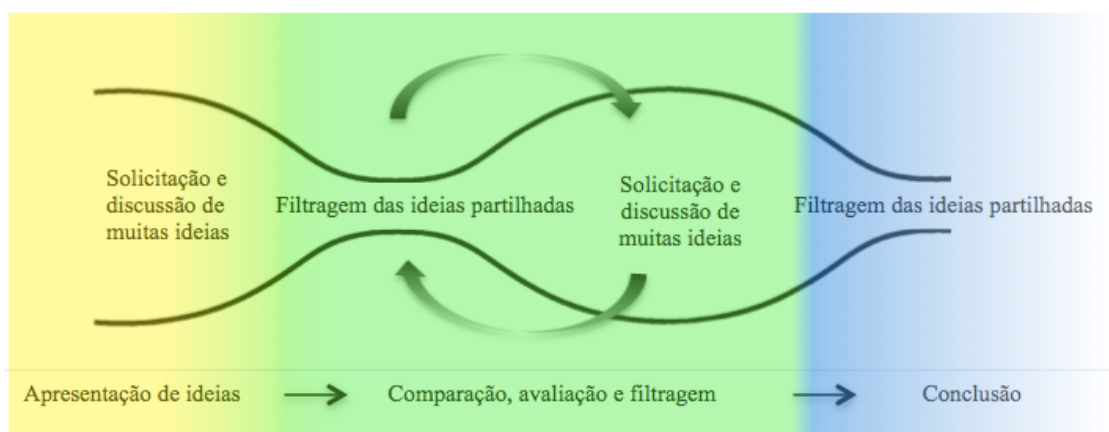 Solicitação e
discussão de
muitas ideias
Filtragem das ideias partilhadas
Solicitação e
discussão de
muitas ideias
Filtragem das ideias partilhadas
Apresentação de ideias
Comparação, avaliação e filtragem
Conclusão